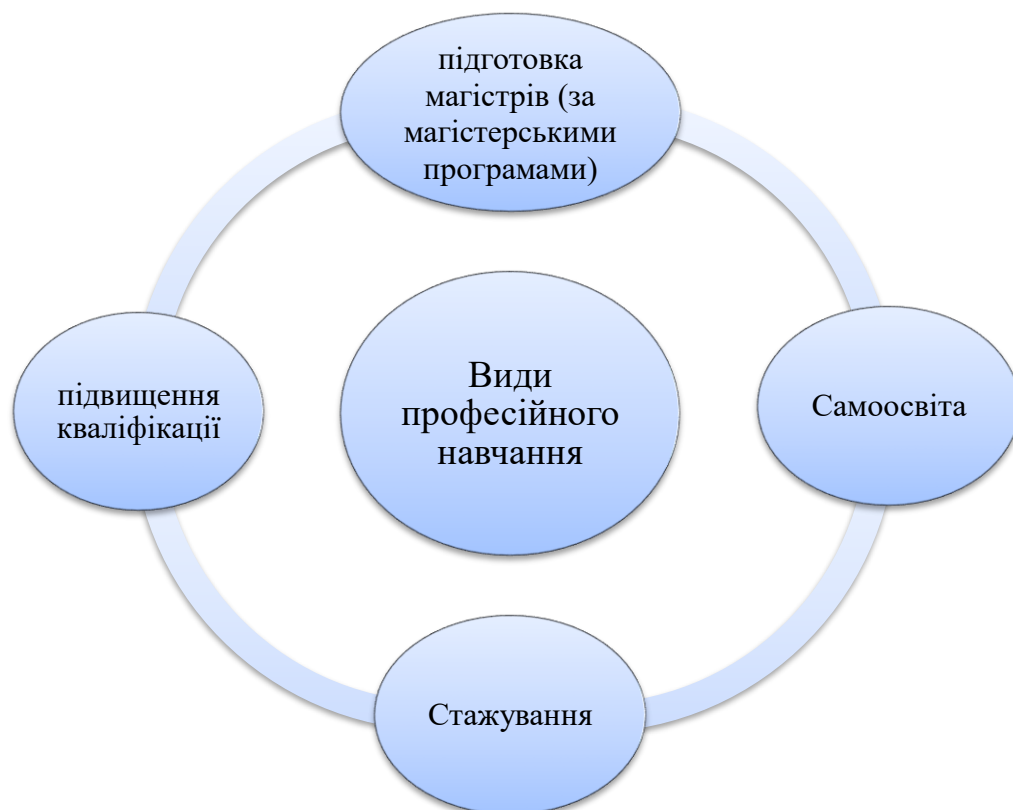 підготовка
магістрів (за
магістерськими
програмами)
підвищення
кваліфікації
Види
професійного
навчання
Самоосвіта
Стажування